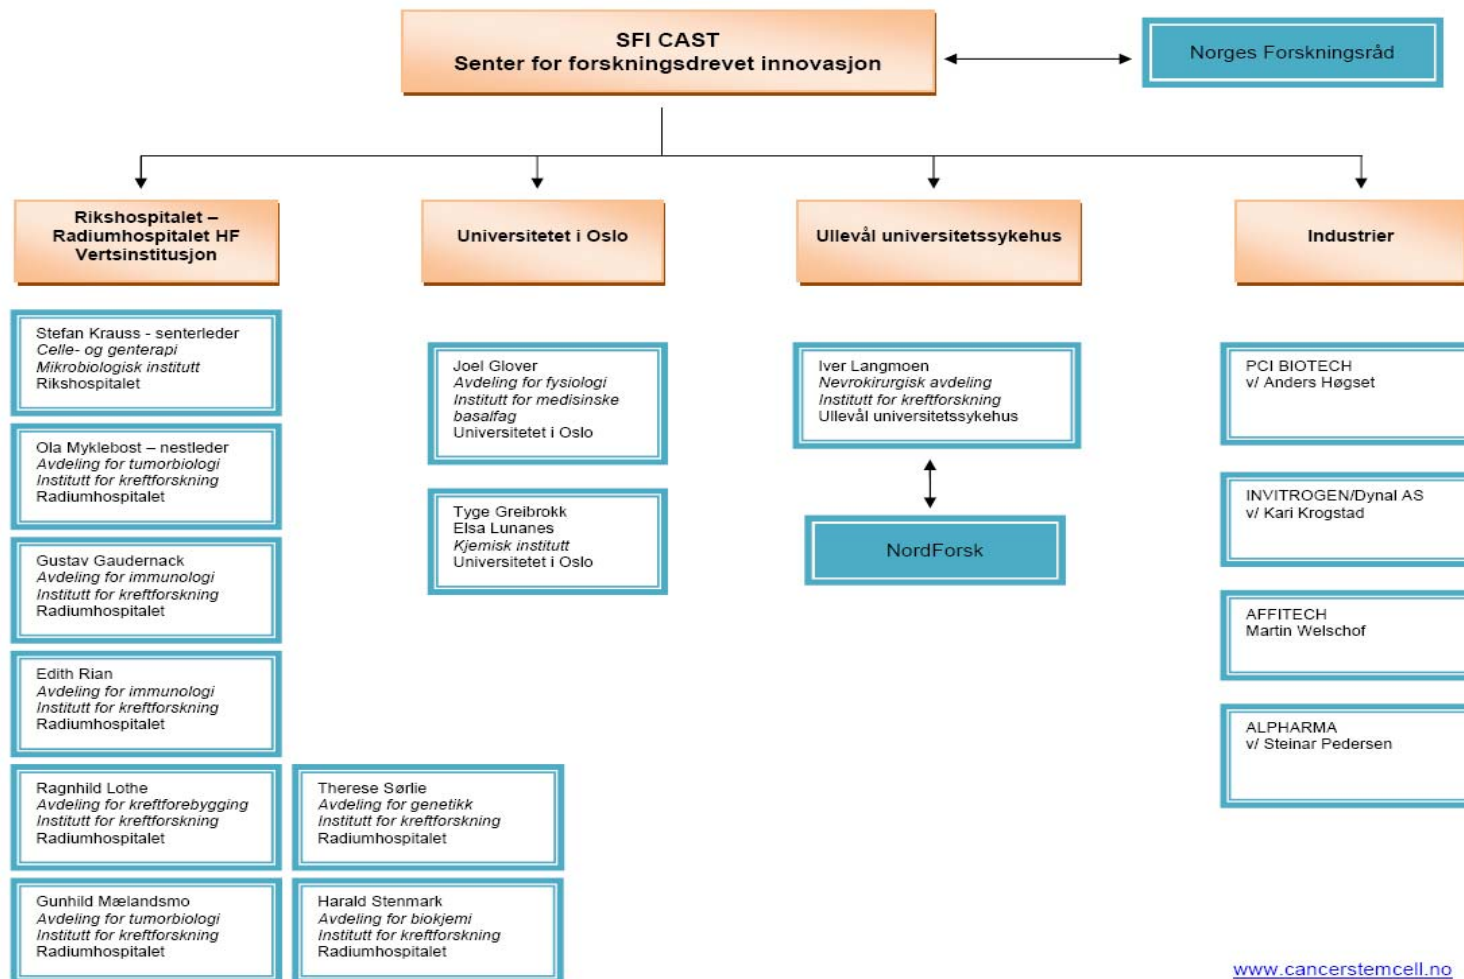 SFI CAST
Senter for forskningsdrevet innovasjon
Norges Forskningsråd
Rikshospitalet –
Radiumhospitalet HF
Vertsinstitusjon
Universitetet i Oslo
Ullevål universitetssykehus
Industrier
Stefan Krauss - senterleder
Celle- og genterapi
Mikrobiologisk institutt
Rikshospitalet
Ola Myklebost – nestleder
Avdeling for tumorbiologi
Institutt for kreftforskning
Radiumhospitalet
Gustav Gaudernack
Avdeling for immunologi
Institutt for kreftforskning
Radiumhospitalet
Edith Rian
Avdeling for immunologi
Institutt for kreftforskning
Radiumhospitalet
Ragnhild Lothe
Avdeling for kreftforebygging
Institutt for kreftforskning
Radiumhospitalet
Gunhild Mælandsmo
Avdeling for tumorbiologi
Institutt for kreftforskning
Radiumhospitalet
Therese Sørlie
Avdeling for genetikk
Institutt for kreftforskning
Radiumhospitalet
Harald Stenmark
Avdeling for biokjemi
Institutt for kreftforskning
Radiumhospitalet
Joel Glover
Avdeling for fysiologi
Institutt for medisinske
basalfag
Universitetet i Oslo
Tyge Greibrokk
Elsa Lunanes
Kjemisk institutt
Universitetet i Oslo
Iver Langmoen
Nevrokirurgisk avdeling
Institutt for kreftforskning
Ullevål universitetssykehus
NordForsk
PCI BIOTECH
v/ Anders Høgset
INVITROGEN/Dynal AS
v/ Kari Krogstad
AFFITECH
Martin Welschof
ALPHARMA
v/ Steinar Pedersen
www.cancerstemcell.no